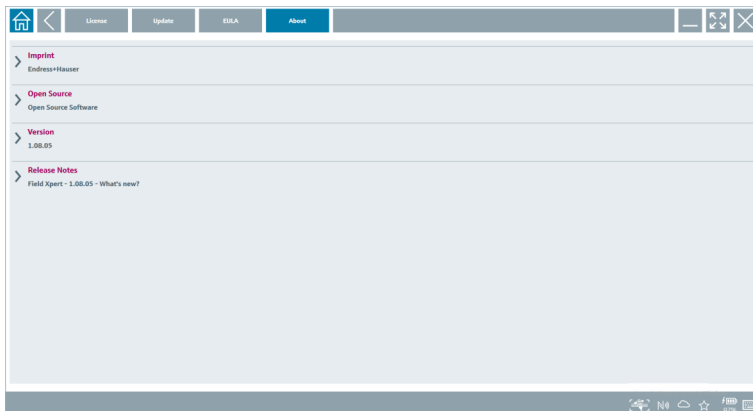 License Update EULA About
Imprint
Endress+Hauser
Open Source
Open Source Software
Version
1.08.05
Release Notes
Field Xpert - 1.08.05 - What's new?
97%